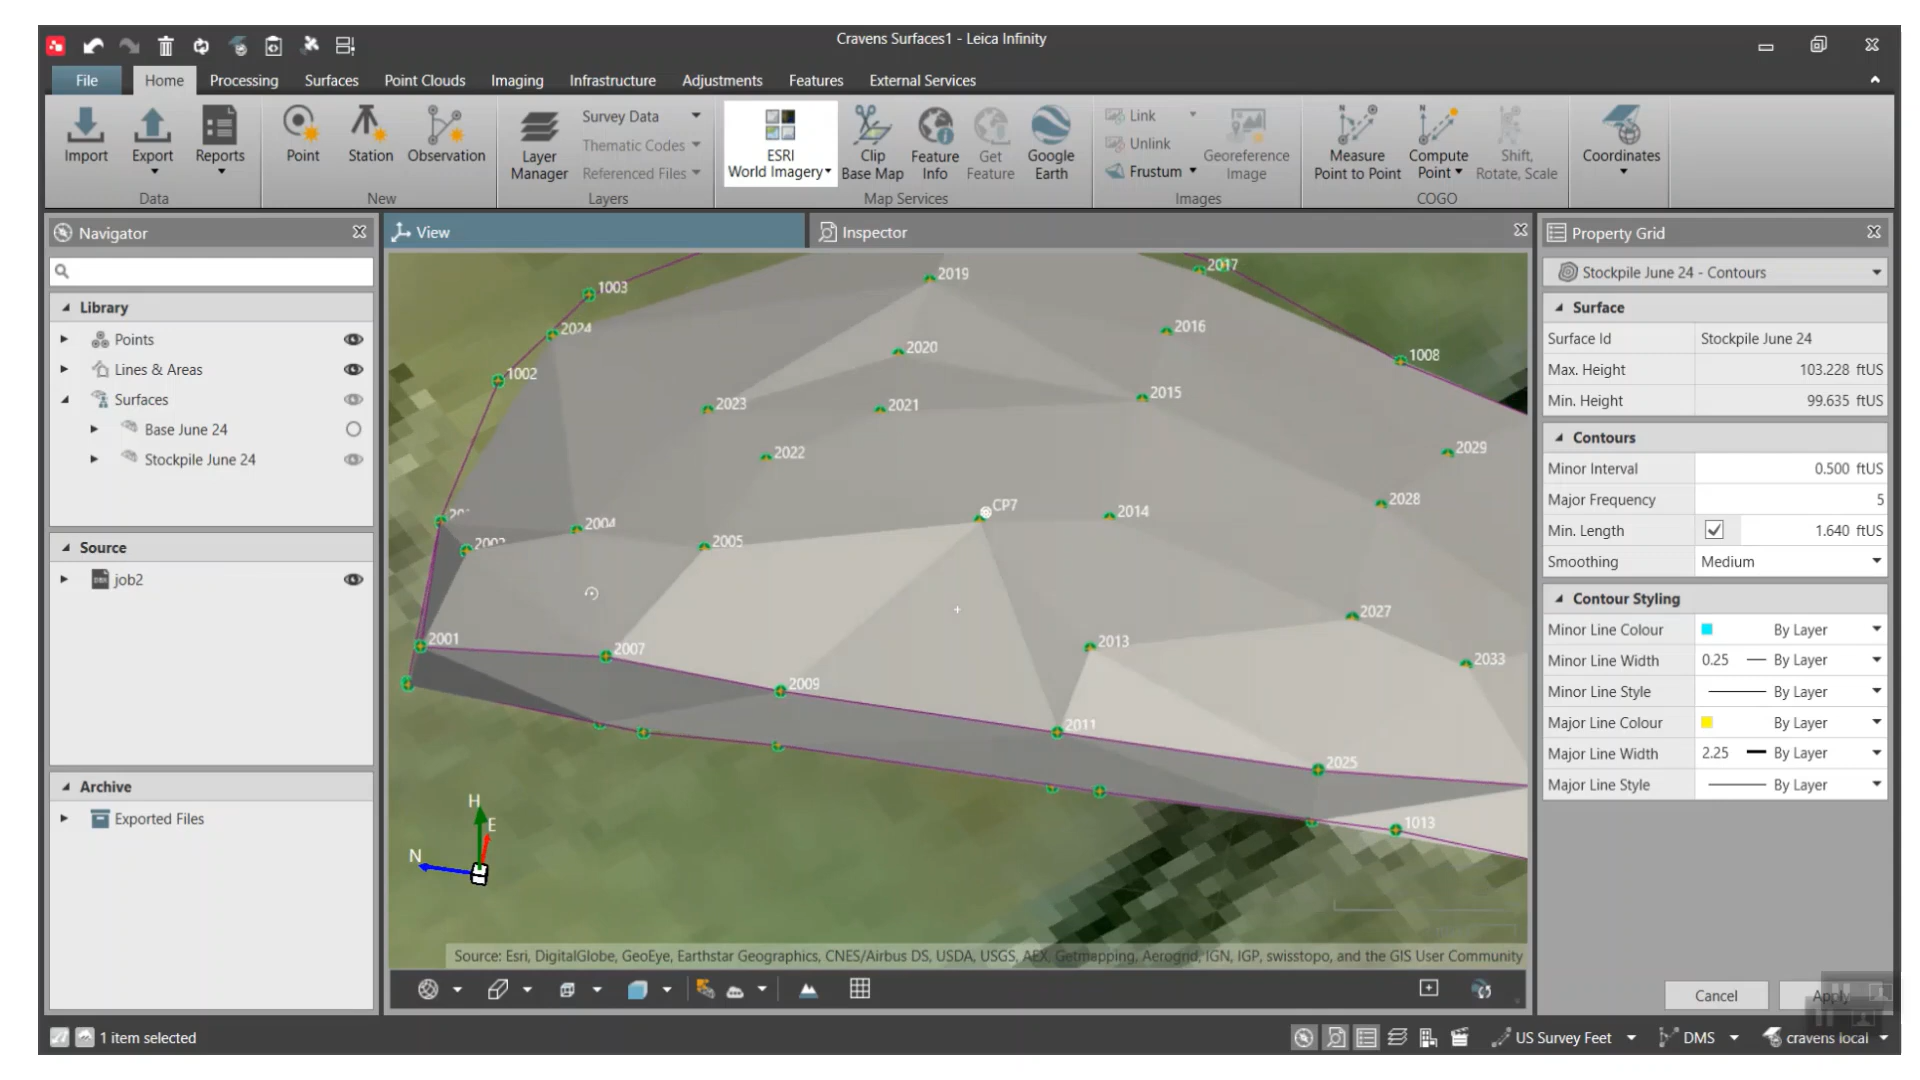 Cravens Surfaces1 - Leica Infinity
File Home Processing Surfaces Point Clouds Imaging Infrastructure Adjustments Features External Services
Import Export Reports
Data
Point Station Observation
New
Layer Manager
Survey Data
Thematic Codes
Referenced Files
Layers
ESRI World Imagery
Clip Base Map
Feature Info
Get Feature
Google Earth
Map Services
Link
Unlink
Frustum
Georeference Image
Images
Measure Point to Point
Compute Point
Shift, Rotate, Scale
COGO
Coordinates
Navigator
Library
Points
Lines & Areas
Surfaces
Base June 24
Stockpile June 24
Source
job2
Archive
Exported Files
View
Inspector
2019
2017
1003
2024
2016
2020
1008
1002
2015
2023
2021
2029
2022
2028
CP7
2014
2004
2005
2027
2001
2007
2013
2033
2009
2011
2025
1013
H
E
N
Source: Esri, DigitalGlobe, GeoEye, Earthstar Geographics, CNES/Airbus DS, USDA, USGS, AEX, Getmapping, Aerogrid, IGN, IGP, swisstopo, and the GIS User Community
Property Grid
Stockpile June 24 - Contours
Surface
Surface Id Stockpile June 24
Max. Height 103.228 ftUS
Min. Height 99.635 ftUS
Contours
Minor Interval 0.500 ftUS
Major Frequency 5
Min. Length 1.640 ftUS
Smoothing Medium
Contour Styling
Minor Line Colour By Layer
Minor Line Width 0.25 By Layer
Minor Line Style By Layer
Major Line Colour By Layer
Major Line Width 2.25 By Layer
Major Line Style By Layer
Cancel Apply
1 item selected
US Survey Feet DMS cravens local